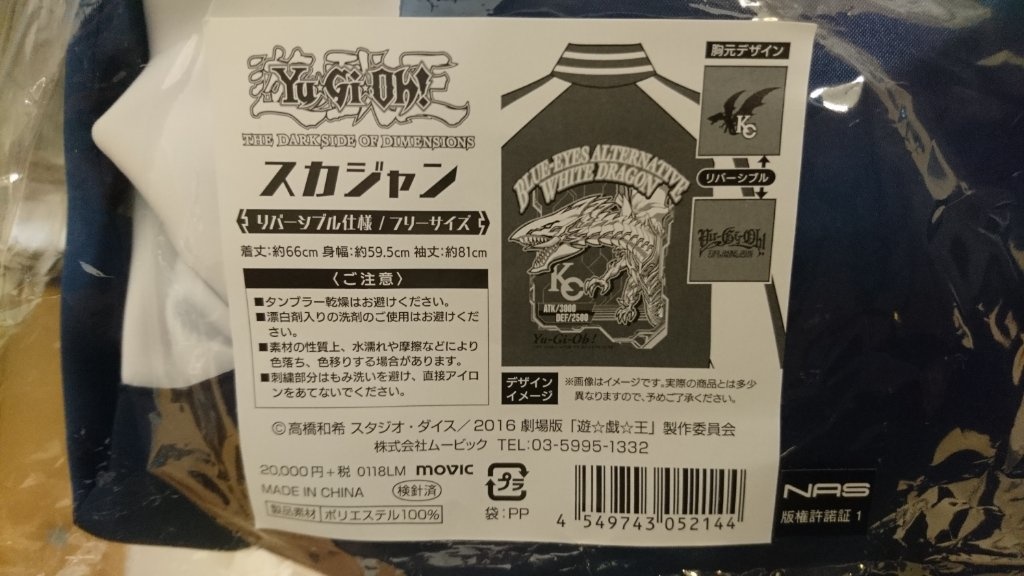 遊☆戯☆王
Yu-Gi-Oh!
THE DARKSIDE OF DIMENSIONS
スカジャン
リバーシブル仕様 / フリーサイズ
着丈:約66cm 身幅:約59.5cm 袖丈:約81cm
〈ご注意〉
■タンブラー乾燥はお避けください。
■漂白剤入りの洗剤のご使用はお避けくだ
さい。
■素材の性質上、水濡れや摩擦などにより
色落ち、色移りする場合があります。
■刺繍部分はもみ洗いを避け、直接アイロ
ンをあてないでください。
BLUE-EYES ALTERNATIVE
WHITE DRAGON
KC
ATK/3000
DEF/2500
Yu-Gi-Oh!
胸元デザイン
KC
リバーシブル
Yu-Gi-Oh!
デザイン
イメージ
※画像はイメージです。実際の商品とは多少
異なりますので、予めご了承ください。
©高橋和希 スタジオ・ダイス/2016 劇場版「遊☆戯☆王」製作委員会
株式会社ムービック TEL:03-5995-1332
20,000円+税 0118LM movic
MADE IN CHINA 検針済
製品素材 ポリエステル100%
プラ
袋:PP
4 549743 052144
NAS
版権許諾証 1